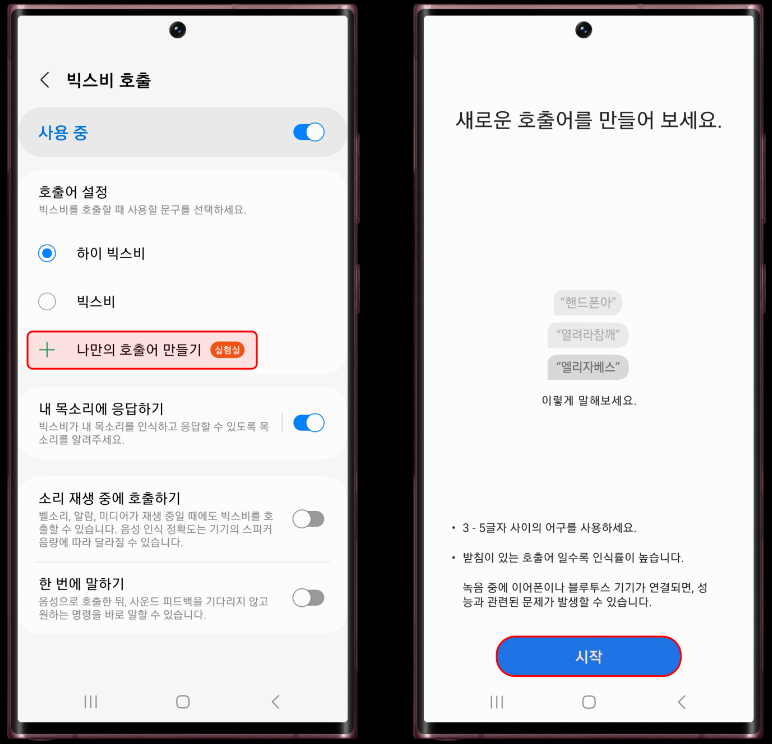 빅스비 호출
사용 중
호출어 설정
빅스비를 호출할 때 사용할 문구를 선택하세요.
하이 빅스비
빅스비
나만의 호출어 만들기 실험실
내 목소리에 응답하기
빅스비가 내 목소리를 인식하고 응답할 수 있도록 목
소리를 알려주세요.
소리 재생 중에 호출하기
벨소리, 알람, 미디어가 재생 중일 때에도 빅스비를 호
출할 수 있습니다. 음성 인식 정확도는 기기의 스피커
음량에 따라 달라질 수 있습니다.
한 번에 말하기
음성으로 호출한 뒤, 사운드 피드백을 기다리지 않고
원하는 명령을 바로 말할 수 있습니다.
새로운 호출어를 만들어 보세요.
“핸드폰아”
“열려라참깨”
“엘리자베스”
이렇게 말해보세요.
• 3 - 5글자 사이의 어구를 사용하세요.
• 받침이 있는 호출어 일수록 인식률이 높습니다.
녹음 중에 이어폰이나 블루투스 기기가 연결되면, 성
능과 관련된 문제가 발생할 수 있습니다.
시작